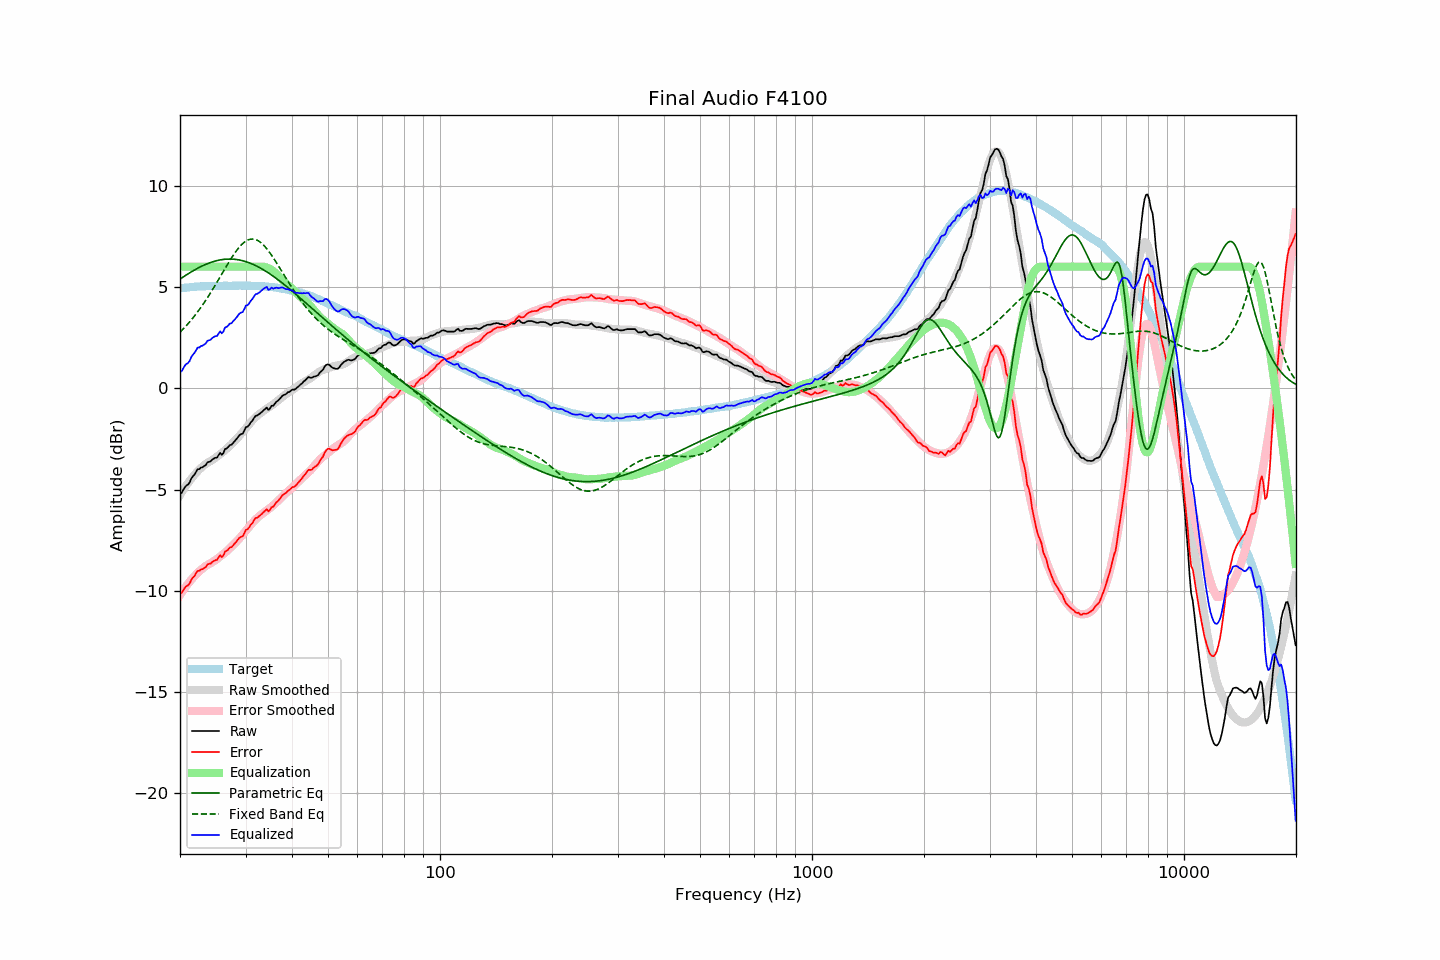 Final Audio F4100
Amplitude (dBr)
10
5
0
−5
−10
−15
−20
Target
Raw Smoothed
Error Smoothed
Raw
Error
Equalization
Parametric Eq
Fixed Band Eq
Equalized
100
1000
10000
Frequency (Hz)